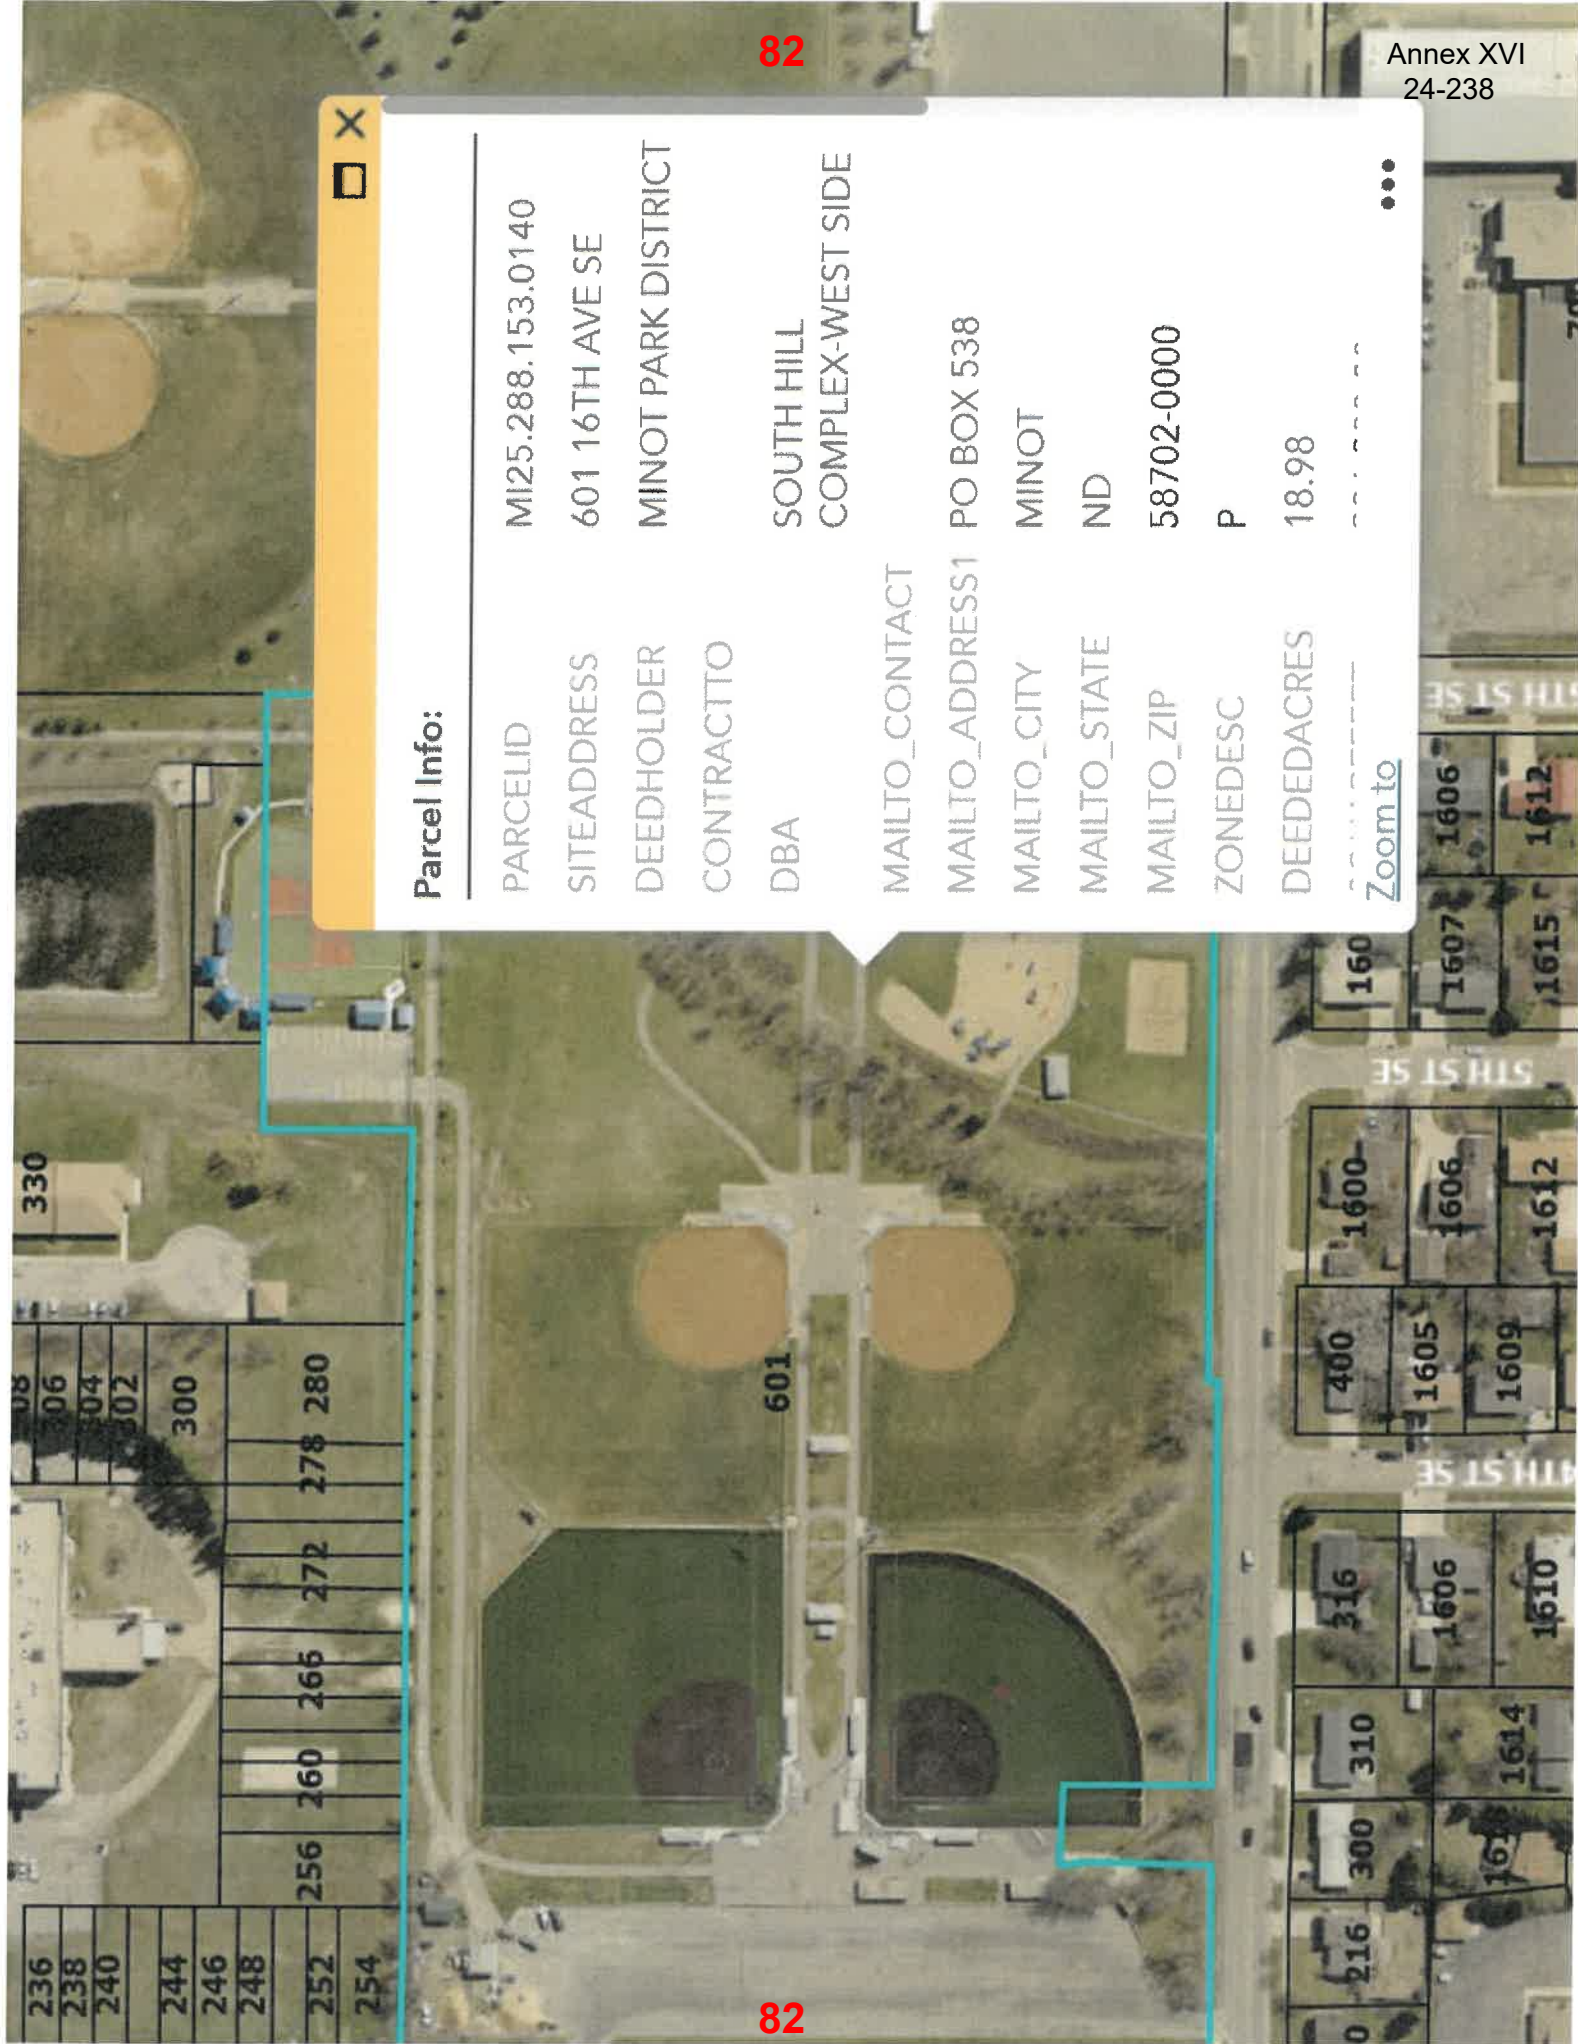 82
Annex XVI
24-238
Parcel Info:
PARCELID MI25.288.153.0140
SITEADDRESS 601 16TH AVE SE
DEEDHOLDER MINOT PARK DISTRICT
CONTRACTTO
DBA SOUTH HILL
COMPLEX-WEST SIDE
MAILTO_CONTACT
MAILTO_ADDRESS1 PO BOX 538
MAILTO_CITY MINOT
MAILTO_STATE ND
MAILTO_ZIP 58702-0000
ZONEDESC P
DEEDEDACRES 18.98
Zoom to
236
238
240
244
246
248
252
254
256
260
266
272
278
280
300
302
330
601
216
300
310
1614
316
1606
1610
4TH ST SE
400
1605
1609
1600
1606
1612
5TH ST SE
160
1607
1615
1606
1612
82